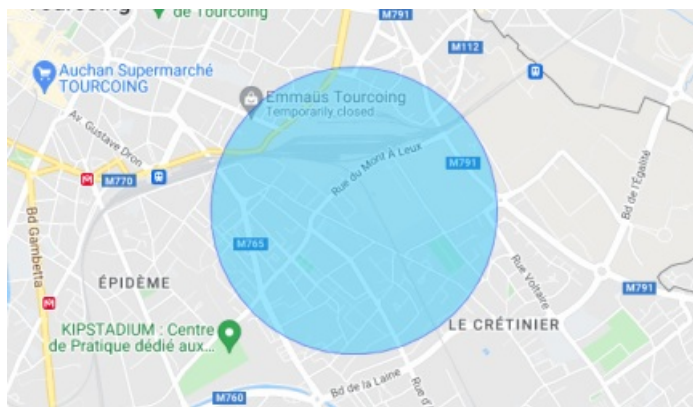 de Tourcoing
M791
M112
Auchan Supermarché
TOURCOING
Emmaüs Tourcoing
Temporarily closed
Av. Gustave Dron
M770
Rue du Mont À Leux
M791
Bd de l'Égalité
Bd Gambetta
M765
ÉPIDÈME
Rue Voltaire
M791
KIPSTADIUM : Centre
de Pratique dédié aux...
LE CRÉTINIER
Bd de la Laine
Rue d'
M760